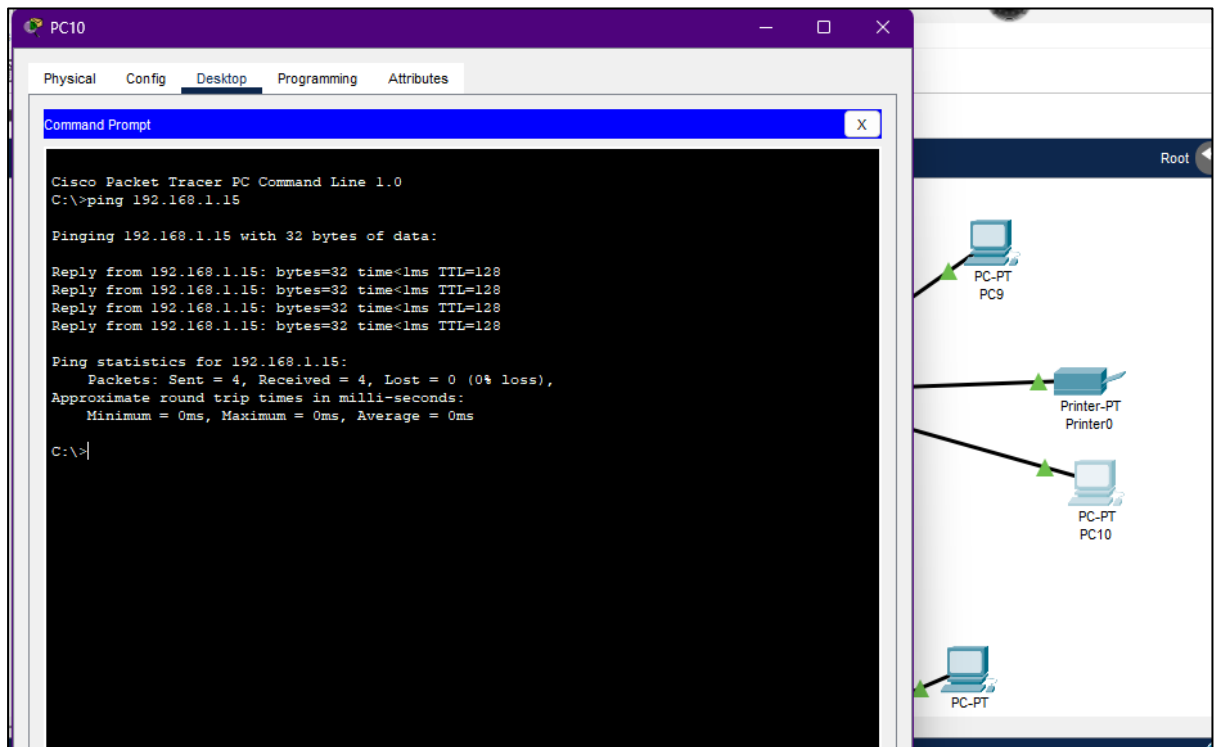 PC10
Physical Config Desktop Programming Attributes
Command Prompt
X
Cisco Packet Tracer PC Command Line 1.0
C:\>ping 192.168.1.15
Pinging 192.168.1.15 with 32 bytes of data:
Reply from 192.168.1.15: bytes=32 time<1ms TTL=128
Reply from 192.168.1.15: bytes=32 time<1ms TTL=128
Reply from 192.168.1.15: bytes=32 time<1ms TTL=128
Reply from 192.168.1.15: bytes=32 time<1ms TTL=128
Ping statistics for 192.168.1.15:
Packets: Sent = 4, Received = 4, Lost = 0 (0% loss),
Approximate round trip times in milli-seconds:
Minimum = 0ms, Maximum = 0ms, Average = 0ms
C:\>
Root
PC-PT
PC9
Printer-PT
Printer0
PC-PT
PC10
PC-PT